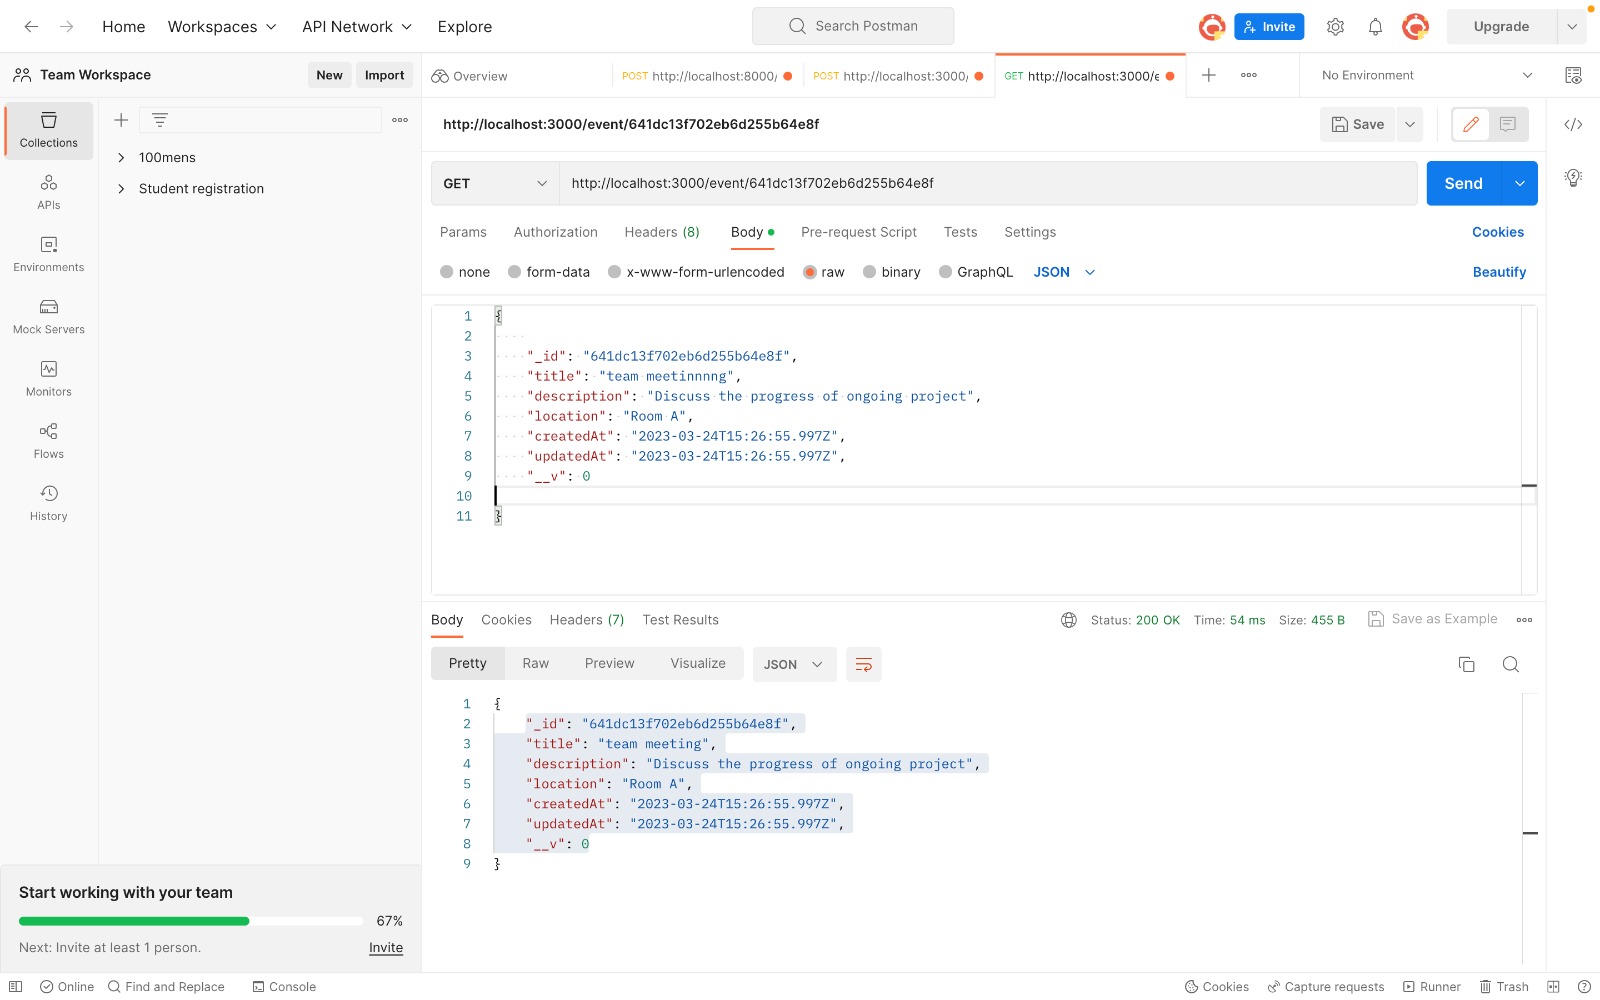 Home Workspaces API Network Explore Search Postman Invite Upgrade
Team Workspace New Import Overview POST http://localhost:8000/ POST http://localhost:3000/ GET http://localhost:3000/e No Environment
Collections
APIs
Environments
Mock Servers
Monitors
Flows
History
100mens
Student registration
http://localhost:3000/event/641dc13f702eb6d255b64e8f Save
GET http://localhost:3000/event/641dc13f702eb6d255b64e8f Send
Params Authorization Headers (8) Body Pre-request Script Tests Settings Cookies
none form-data x-www-form-urlencoded raw binary GraphQL JSON Beautify
1 {
2
3 "_id": "641dc13f702eb6d255b64e8f",
4 "title": "team meetinnnng",
5 "description": "Discuss the progress of ongoing project",
6 "location": "Room A",
7 "createdAt": "2023-03-24T15:26:55.997Z",
8 "updatedAt": "2023-03-24T15:26:55.997Z",
9 "__v": 0
10
11 }
Body Cookies Headers (7) Test Results Status: 200 OK Time: 54 ms Size: 455 B Save as Example
Pretty Raw Preview Visualize JSON
1 {
2 "_id": "641dc13f702eb6d255b64e8f",
3 "title": "team meeting",
4 "description": "Discuss the progress of ongoing project",
5 "location": "Room A",
6 "createdAt": "2023-03-24T15:26:55.997Z",
7 "updatedAt": "2023-03-24T15:26:55.997Z",
8 "__v": 0
9 }
Start working with your team
67%
Next: Invite at least 1 person. Invite
Online Find and Replace Console Cookies Capture requests Runner Trash